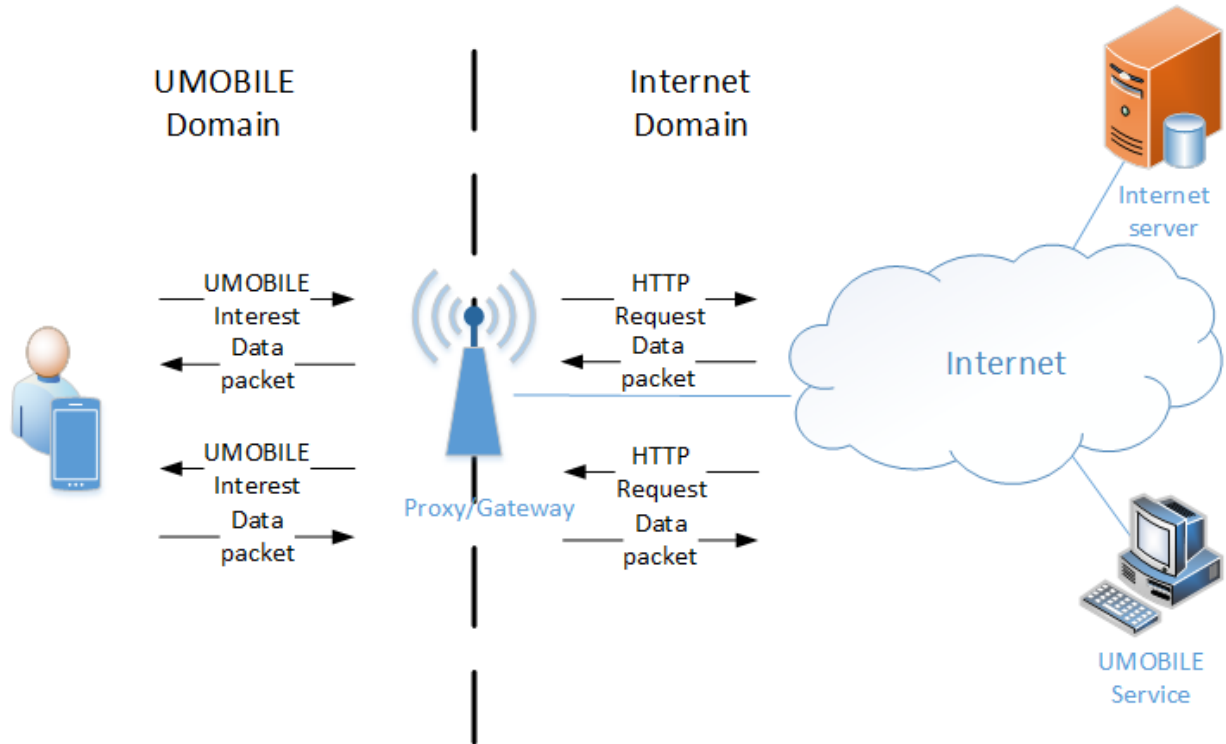 UMOBILE
Domain
Internet
Domain
Internet
server
UMOBILE
Interest
Data
packet
HTTP
Request
Data
packet
Internet
UMOBILE
Interest
Data
packet
Proxy/Gateway
HTTP
Request
Data
packet
UMOBILE
Service